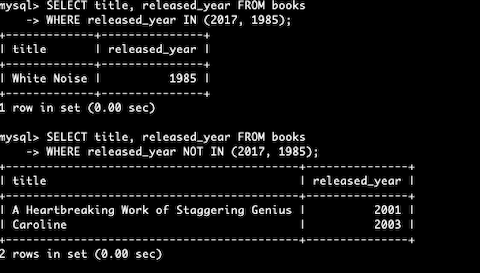 mysql> SELECT title, released_year FROM books
    -> WHERE released_year IN (2017, 1985);
+-------------+---------------+
| title       | released_year |
+-------------+---------------+
| White Noise |          1985 |
+-------------+---------------+
1 row in set (0.00 sec)

mysql> SELECT title, released_year FROM books
    -> WHERE released_year NOT IN (2017, 1985);
+------------------------------------------+---------------+
| title                                    | released_year |
+------------------------------------------+---------------+
| A Heartbreaking Work of Staggering Genius |          2001 |
| Caroline                                 |          2003 |
+------------------------------------------+---------------+
2 rows in set (0.00 sec)